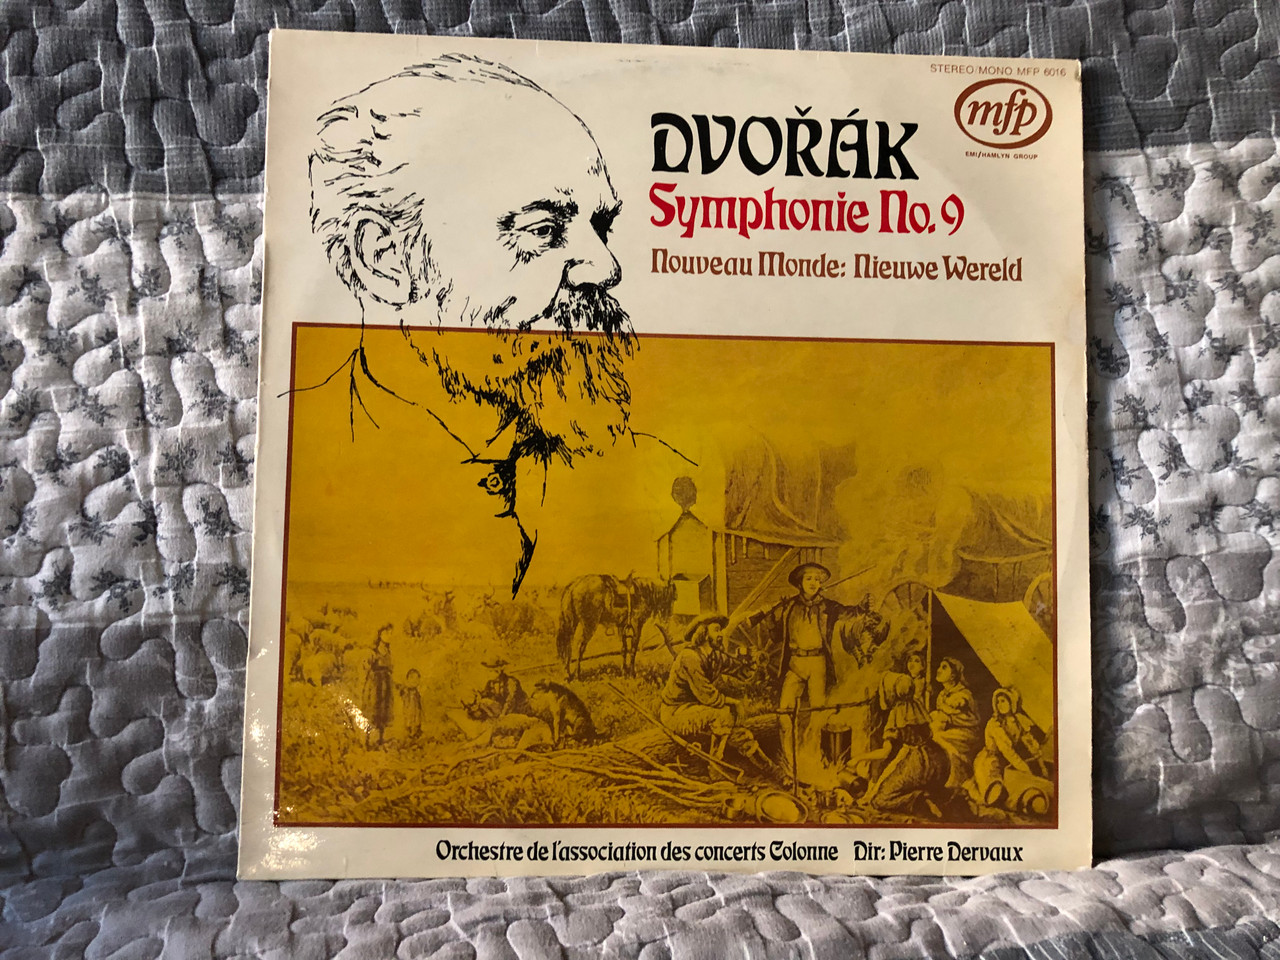 STEREO/MONO MFP 6016
mfp
EMI/HAMLYN GROUP
DVOŘÁK
Symphonie No. 9
Nouveau Monde: Nieuwe Wereld
Orchestre de l'association des concerts Colonne Dir: Pierre Dervaux